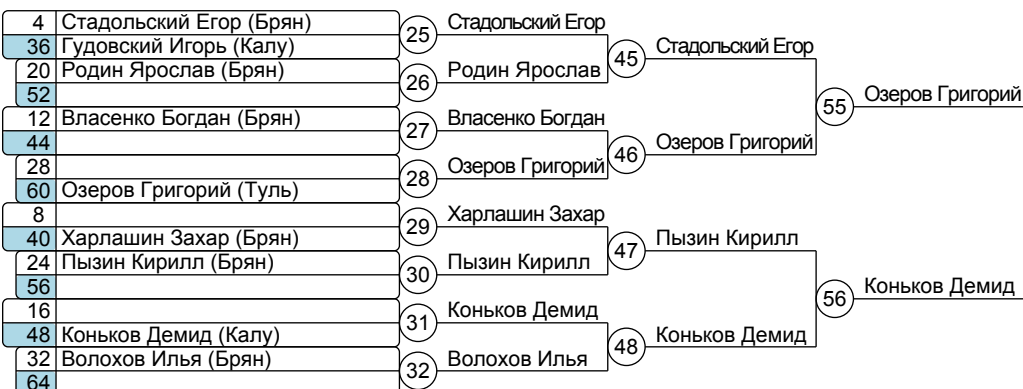 4 Стадольский Егор (Брян)
36 Гудовский Игорь (Калу)
20 Родин Ярослав (Брян)
52
12 Власенко Богдан (Брян)
44
28
60 Озеров Григорий (Туль)
8
40 Харлашин Захар (Брян)
24 Пызин Кирилл (Брян)
56
16
48 Коньков Демид (Калу)
32 Волохов Илья (Брян)
64
25 Стадольский Егор
26 Родин Ярослав
27 Власенко Богдан
28 Озеров Григорий
29 Харлашин Захар
30 Пызин Кирилл
31 Коньков Демид
32 Волохов Илья
45 Стадольский Егор
46 Озеров Григорий
47 Пызин Кирилл
48 Коньков Демид
55 Озеров Григорий
56 Коньков Демид